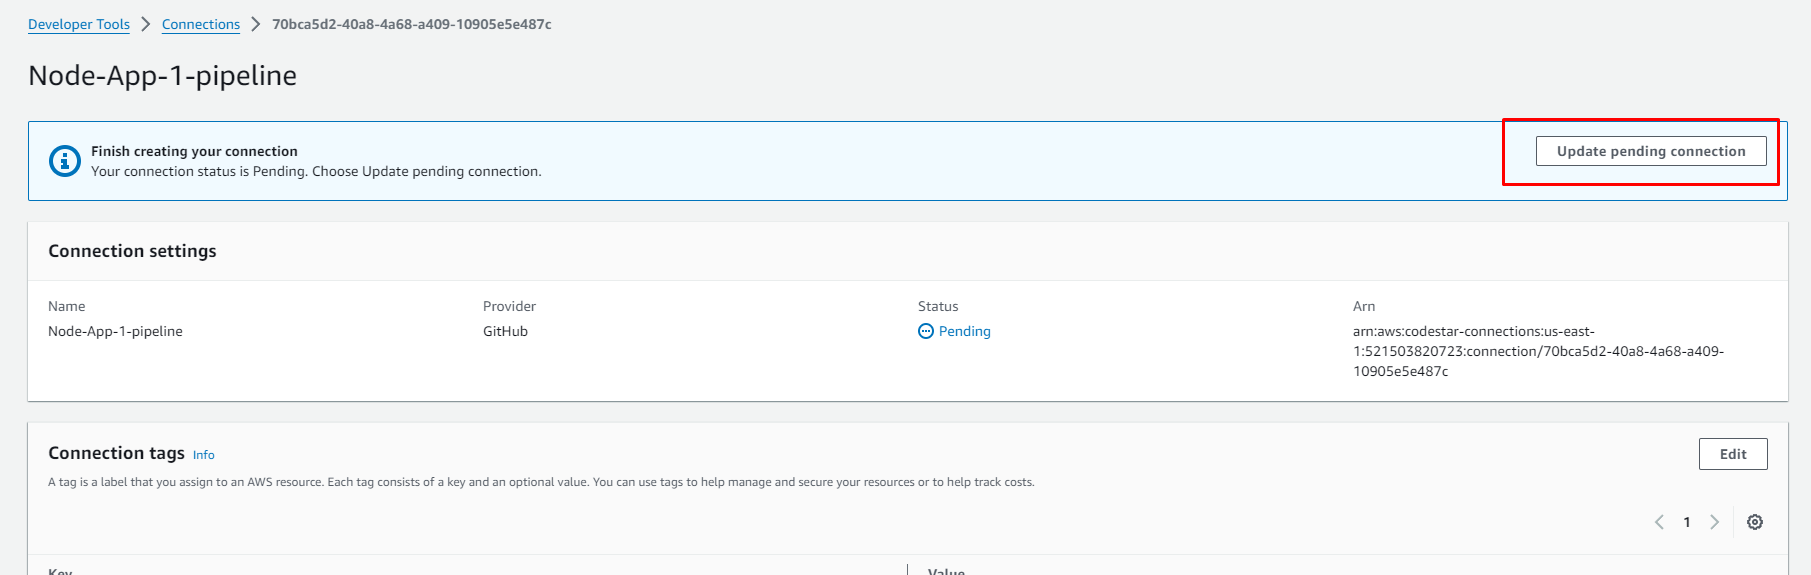 Developer Tools > Connections > 70bca5d2-40a8-4a68-a409-10905e5e487c
Node-App-1-pipeline
Finish creating your connection
Your connection status is Pending. Choose Update pending connection.
Update pending connection
Connection settings
Name
Node-App-1-pipeline
Provider
GitHub
Status
Pending
Arn
arn:aws:codestar-connections:us-east-
1:521503820723:connection/70bca5d2-40a8-4a68-a409-
10905e5e487c
Connection tags Info
Edit
A tag is a label that you assign to an AWS resource. Each tag consists of a key and an optional value. You can use tags to help manage and secure your resources or to help track costs.
1
Key
Value